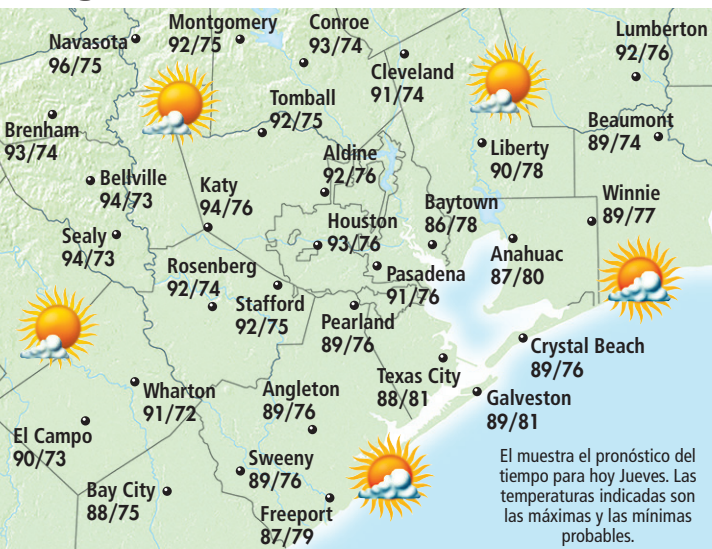 Montgomery
92/75
Conroe
93/74
Lumberton
92/76
Navasota
96/75
Cleveland
91/74
Tomball
92/75
Brenham
93/74
Beaumont
89/74
Liberty
90/78
Aldine
92/76
Bellville
94/73
Katy
94/76
Baytown
86/78
Winnie
89/77
Houston
93/76
Sealy
94/73
Anahuac
87/80
Rosenberg
92/74
Pasadena
91/76
Stafford
92/75
Pearland
89/76
Crystal Beach
89/76
Texas City
88/81
Wharton
91/72
Angleton
89/76
Galveston
89/81
El Campo
90/73
Sweeny
89/76
Bay City
88/75
Freeport
87/79
El muestra el pronóstico del
tiempo para hoy Jueves. Las
temperaturas indicadas son
las máximas y las mínimas
probables.